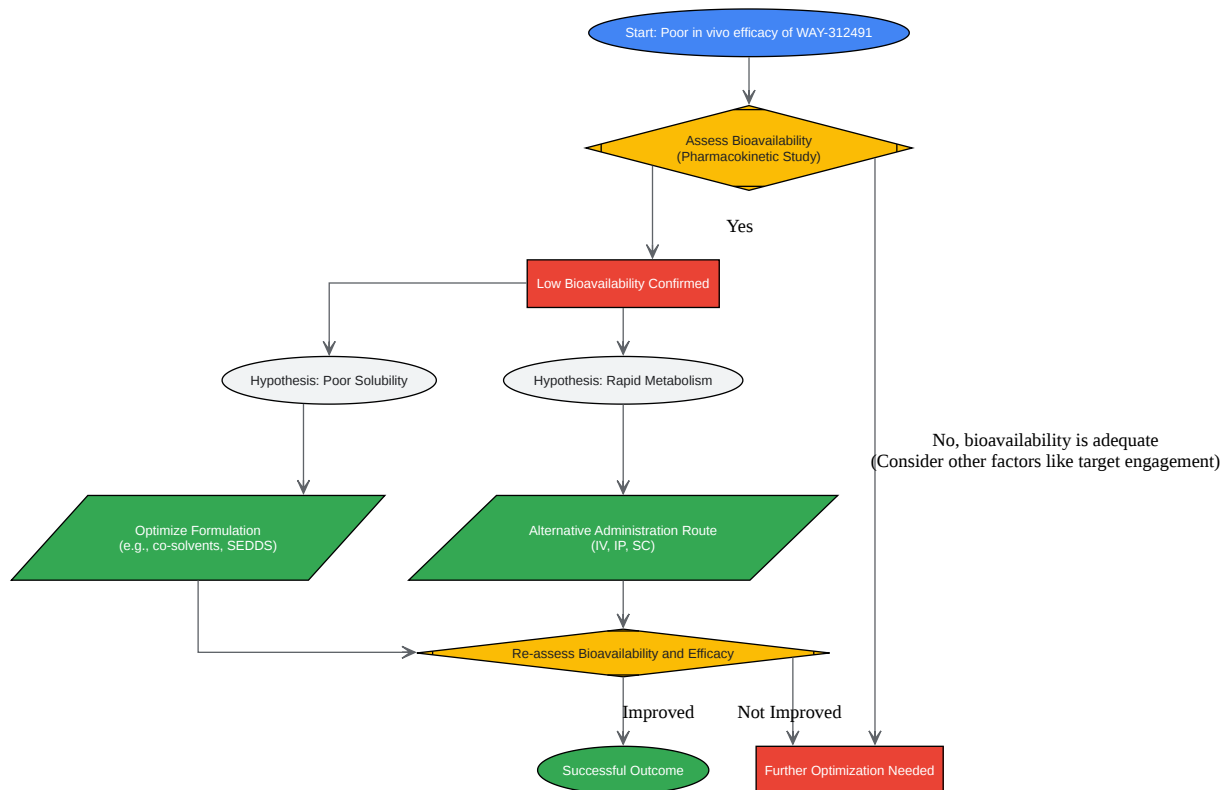 Start: Poor in vivo efficacy of WAY-312491
Assess Bioavailability
(Pharmacokinetic Study)
Yes
Low Bioavailability Confirmed
Hypothesis: Poor Solubility
Hypothesis: Rapid Metabolism
No, bioavailability is adequate
(Consider other factors like target engagement)
Optimize Formulation
(e.g., co-solvents, SEDDS)
Alternative Administration Route
(IV, IP, SC)
Re-assess Bioavailability and Efficacy
Improved
Not Improved
Successful Outcome
Further Optimization Needed